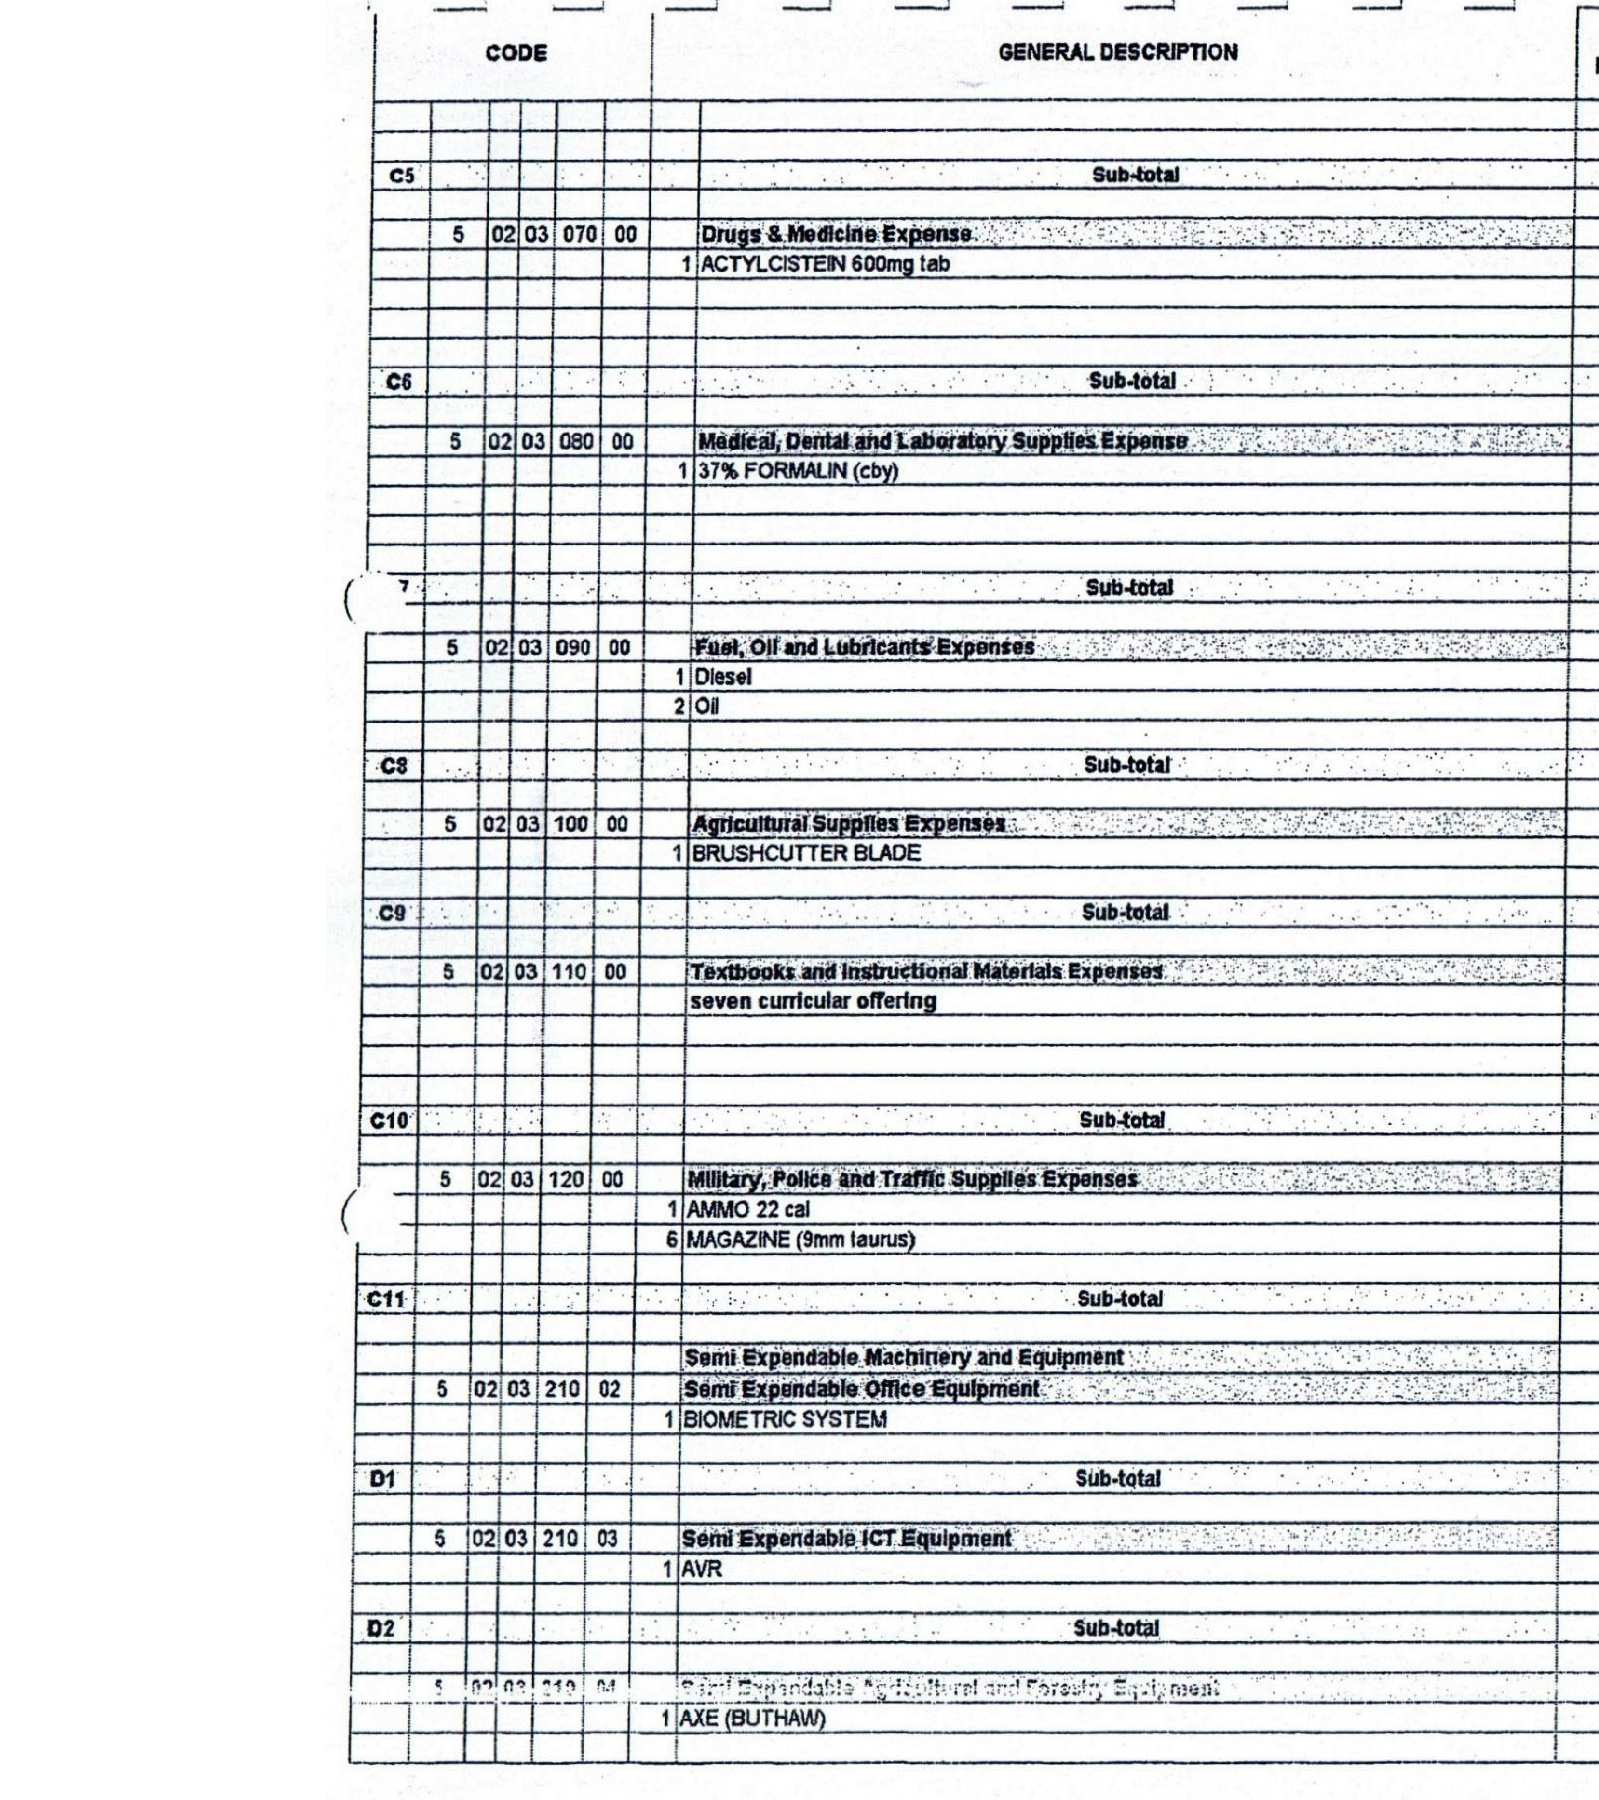 CODE GENERAL DESCRIPTION
C5 Sub-total
5 02 03 070 00 Drugs & Medicine Expense
1 ACTYLCISTEIN 600mg tab
C6 Sub-total
5 02 03 080 00 Medical, Dental and Laboratory Supplies Expense
1 37% FORMALIN (cby)
7 Sub-total
5 02 03 090 00 Fuel, Oil and Lubricants Expenses
1 Diesel
2 Oil
C8 Sub-total
5 02 03 100 00 Agricultural Supplies Expenses
1 BRUSHCUTTER BLADE
C9 Sub-total
5 02 03 110 00 Textbooks and Instructional Materials Expenses
seven curricular offering
C10 Sub-total
5 02 03 120 00 Military, Police and Traffic Supplies Expenses
1 AMMO 22 cal
6 MAGAZINE (9mm taurus)
C11 Sub-total
Semi Expendable Machinery and Equipment
5 02 03 210 02 Semi Expendable Office Equipment
1 BIOMETRIC SYSTEM
D1 Sub-total
5 02 03 210 03 Semi Expendable ICT Equipment
1 AVR
D2 Sub-total
5 02 03 210 04 Semi Expendable Agricultural and Forestry Equipment
1 AXE (BUTHAW)